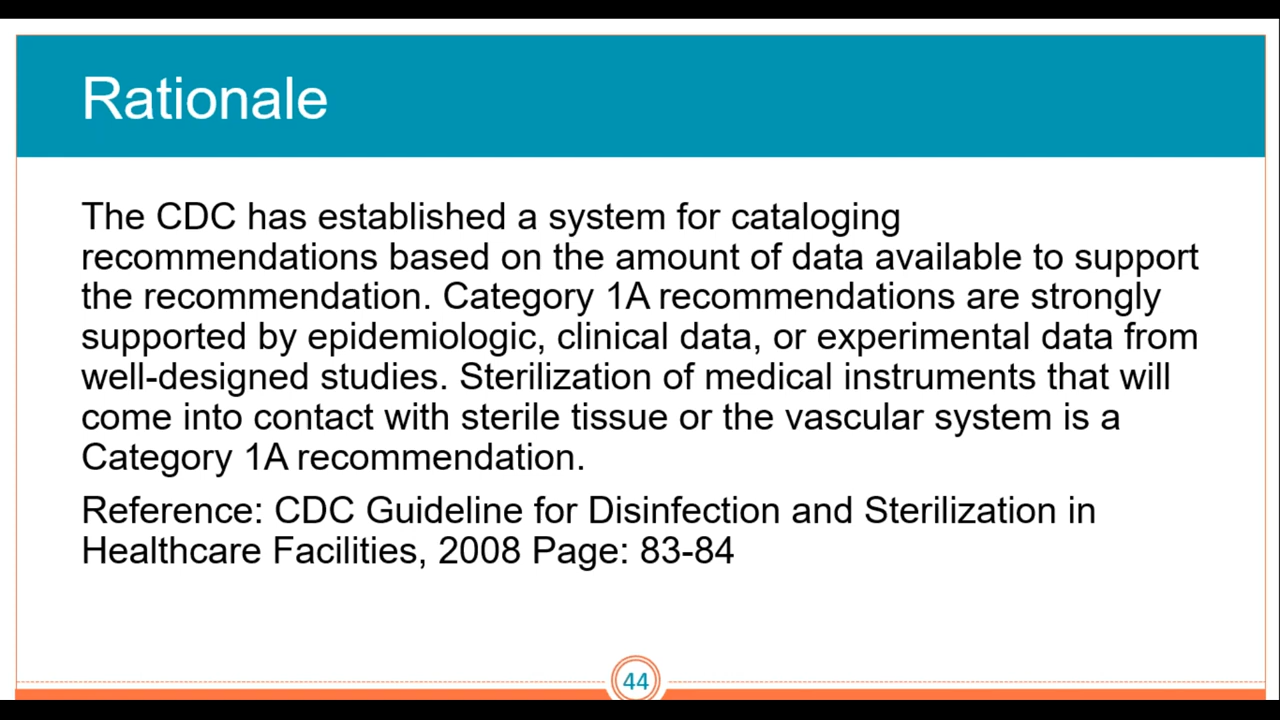 Rationale
The CDC has established a system for cataloging
recommendations based on the amount of data available to support
the recommendation. Category 1A recommendations are strongly
supported by epidemiologic, clinical data, or experimental data from
well-designed studies. Sterilization of medical instruments that will
come into contact with sterile tissue or the vascular system is a
Category 1A recommendation.
Reference: CDC Guideline for Disinfection and Sterilization in
Healthcare Facilities, 2008 Page: 83-84
44